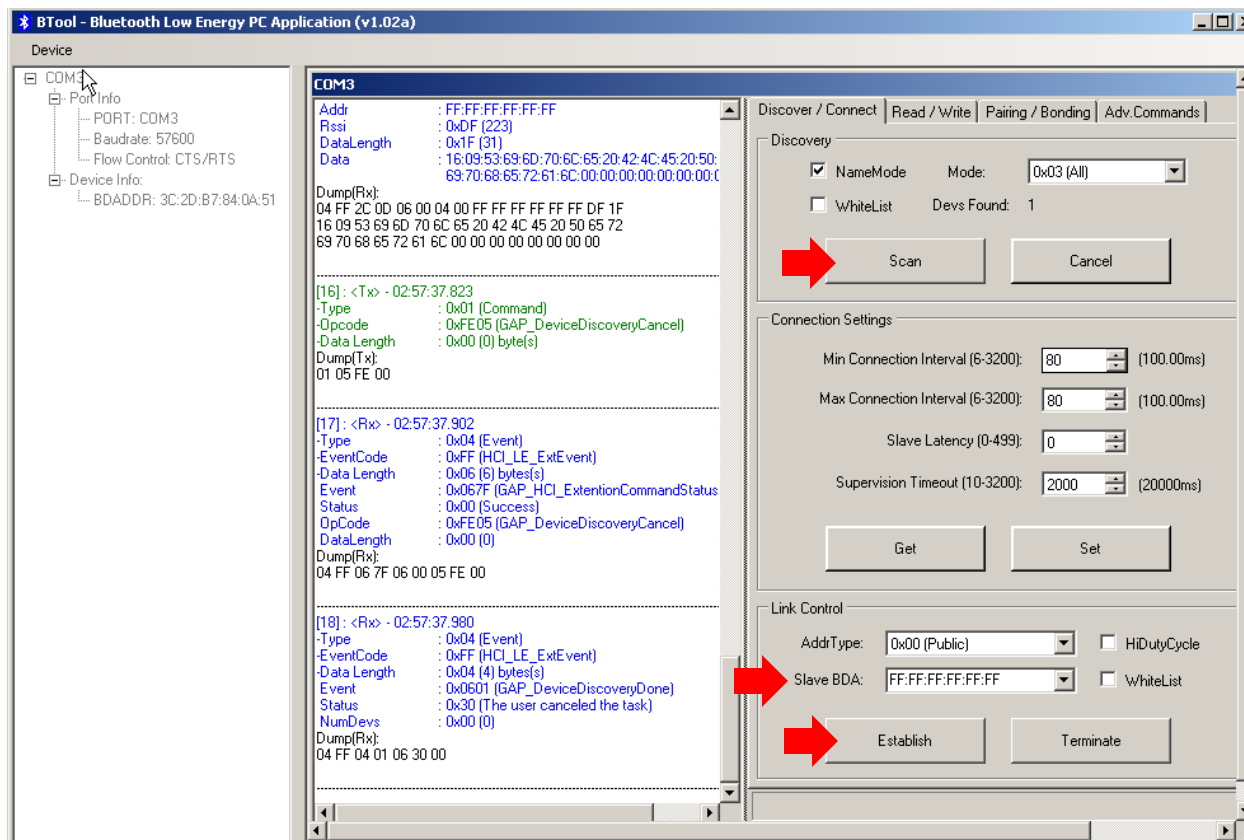 BTool - Bluetooth Low Energy PC Application (v1.02a)
Device
COM3
Port Info
PORT: COM3
Baudrate: 57600
Flow Control: CTS/RTS
Device Info:
BDADDR: 3C:2D:B7:84:0A:51
COM3
Addr : FF:FF:FF:FF:FF:FF
Rssi : 0xDF (223)
DataLength : 0x1F (31)
Data : 16:09:53:69:6D:70:6C:65:20:42:4C:45:20:50:
69:70:68:65:72:61:6C:00:00:00:00:00:00:00:0
Dump(Rx):
04 FF 2C 0D 06 00 04 00 FF FF FF FF FF FF DF 1F
16 09 53 69 6D 70 6C 65 20 42 4C 45 20 50 65 72
69 70 68 65 72 61 6C 00 00 00 00 00 00 00 00
[16] : <Tx> - 02:57:37.823
-Type : 0x01 (Command)
-Opcode : 0xFE05 (GAP_DeviceDiscoveryCancel)
-Data Length : 0x00 (0) byte(s)
Dump(Tx):
01 05 FE 00
[17] : <Rx> - 02:57:37.902
-Type : 0x04 (Event)
-EventCode : 0xFF (HCI_LE_ExtEvent)
-Data Length : 0x06 (6) bytes(s)
Event : 0x067F (GAP_HCI_ExtentionCommandStatus
Status : 0x00 (Success)
OpCode : 0xFE05 (GAP_DeviceDiscoveryCancel)
DataLength : 0x00 (0)
Dump(Rx):
04 FF 06 7F 06 00 05 FE 00
[18] : <Rx> - 02:57:37.980
-Type : 0x04 (Event)
-EventCode : 0xFF (HCI_LE_ExtEvent)
-Data Length : 0x04 (4) bytes(s)
Event : 0x0601 (GAP_DeviceDiscoveryDone)
Status : 0x30 (The user canceled the task)
NumDevs : 0x00 (0)
Dump(Rx):
04 FF 04 01 06 30 00
Discover / Connect Read / Write Pairing / Bonding Adv.Commands
Discovery
NameMode Mode: 0x03 (All)
WhiteList Devs Found: 1
Scan Cancel
Connection Settings
Min Connection Interval (6-3200): 80 (100.00ms)
Max Connection Interval (6-3200): 80 (100.00ms)
Slave Latency (0-499): 0
Supervision Timeout (10-3200): 2000 (20000ms)
Get Set
Link Control
AddrType: 0x00 (Public) HiDutyCycle
Slave BDA: FF:FF:FF:FF:FF:FF WhiteList
Establish Terminate